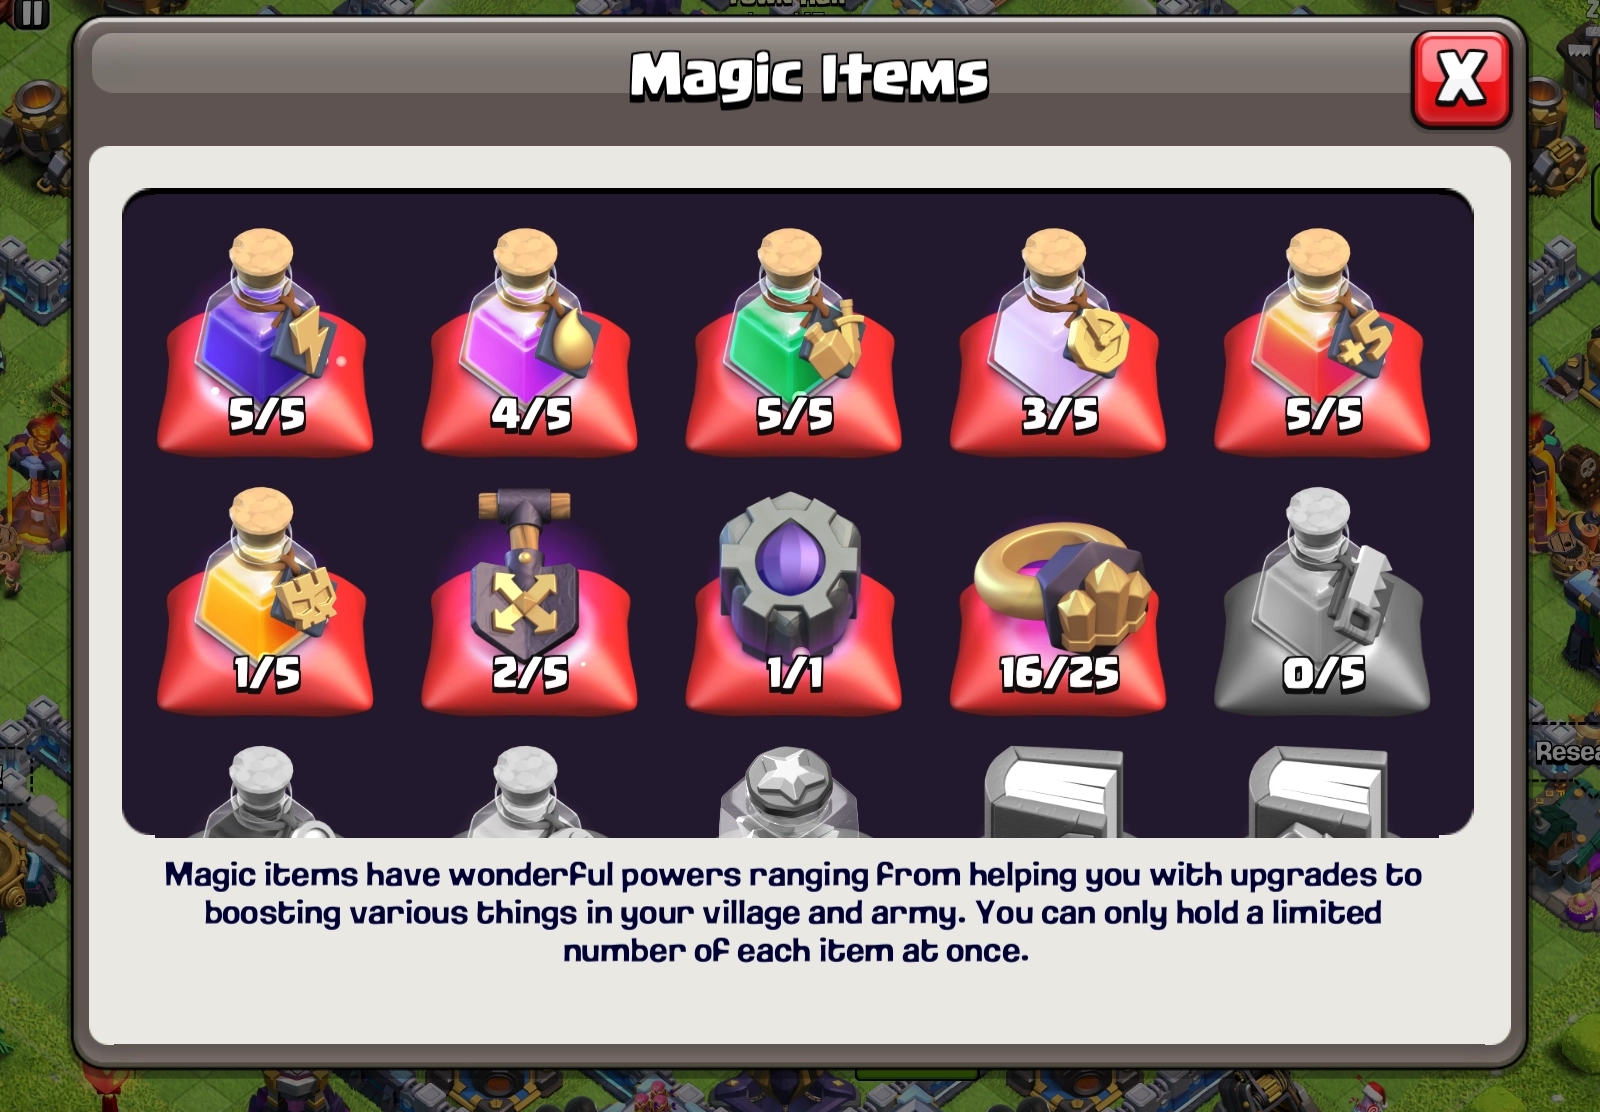 Magic Items
X
5/5 4/5 5/5 3/5 5/5
+5
1/5 2/5 1/1 16/25 0/5
Magic items have wonderful powers ranging from helping you with upgrades to
boosting various things in your village and army. You can only hold a limited
number of each item at once.